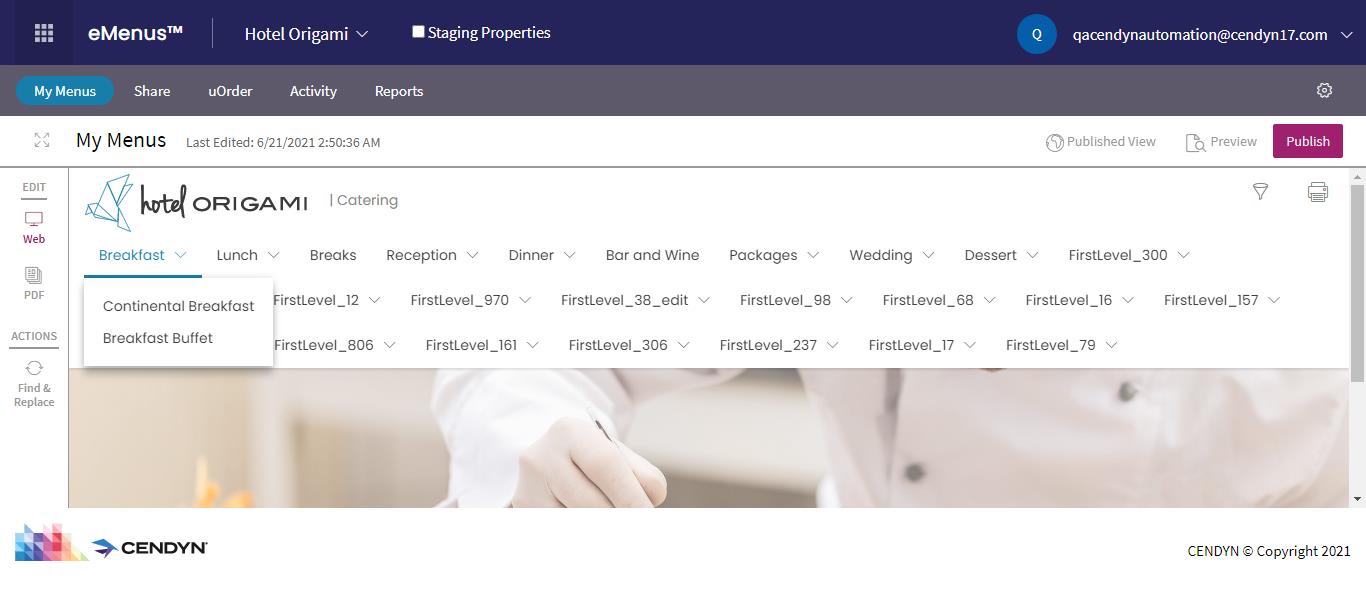 eMenus™ Hotel Origami Staging Properties Q qacendynautomation@cendyn17.com
My Menus Share uOrder Activity Reports
My Menus Last Edited: 6/21/2021 2:50:36 AM Published View Preview Publish
EDIT
Web
PDF
ACTIONS
Find &
Replace
hotel ORIGAMI | Catering
Breakfast Lunch Breaks Reception Dinner Bar and Wine Packages Wedding Dessert FirstLevel_300
Continental Breakfast
Breakfast Buffet
FirstLevel_12 FirstLevel_970 FirstLevel_38_edit FirstLevel_98 FirstLevel_68 FirstLevel_16 FirstLevel_157
FirstLevel_806 FirstLevel_161 FirstLevel_306 FirstLevel_237 FirstLevel_17 FirstLevel_79
CENDYN CENDYN © Copyright 2021